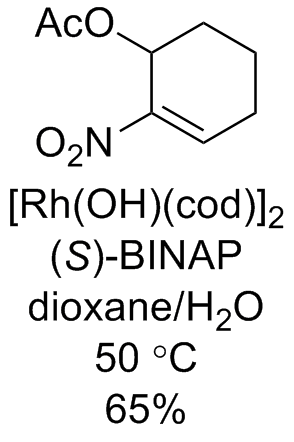 AcO
O₂N
[Rh(OH)(cod)]₂
(S)-BINAP
dioxane/H₂O
50 °C
65%